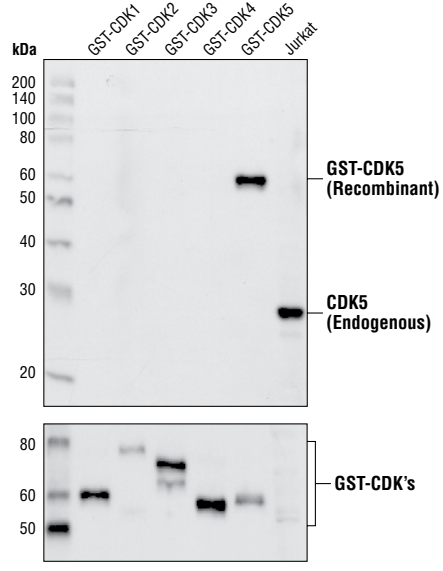 kDa
GST-CDK1
GST-CDK2
GST-CDK3
GST-CDK4
GST-CDK5
Jurkat
200
140
100
80
60
50
40
30
20
GST-CDK5
(Recombinant)
CDK5
(Endogenous)
80
60
50
GST-CDK's